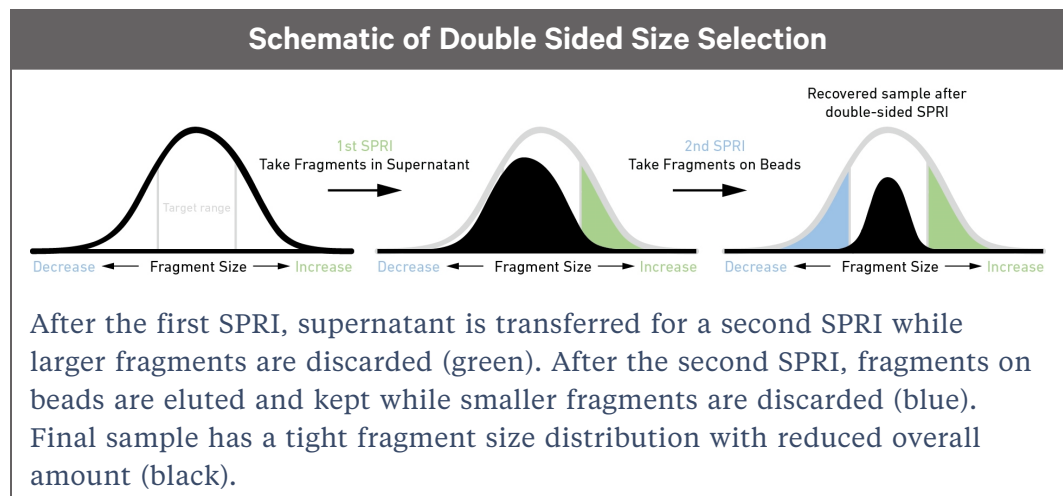 Schematic of Double Sided Size Selection
Target range
Decrease
Fragment Size
Increase
1st SPRI
Take Fragments in Supernatant
Decrease
Fragment Size
Increase
2nd SPRI
Take Fragments on Beads
Recovered sample after
double-sided SPRI
Decrease
Fragment Size
Increase
After the first SPRI, supernatant is transferred for a second SPRI while
larger fragments are discarded (green). After the second SPRI, fragments on
beads are eluted and kept while smaller fragments are discarded (blue).
Final sample has a tight fragment size distribution with reduced overall
amount (black).